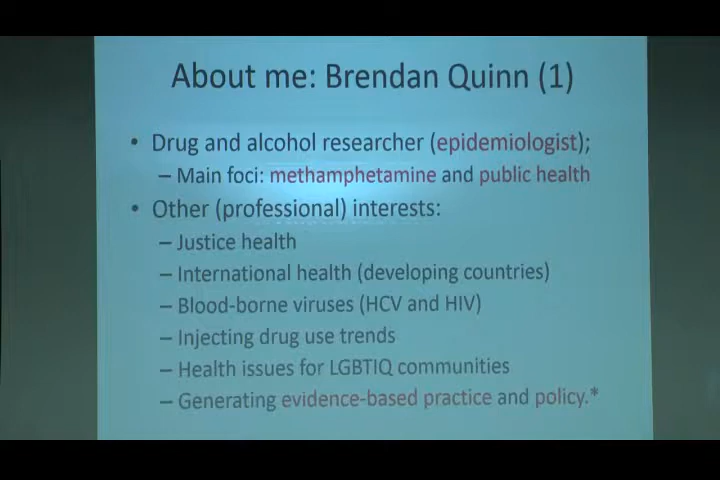 About me: Brendan Quinn (1)
• Drug and alcohol researcher (epidemiologist);
– Main foci: methamphetamine and public health
• Other (professional) interests:
– Justice health
– International health (developing countries)
– Blood-borne viruses (HCV and HIV)
– Injecting drug use trends
– Health issues for LGBTIQ communities
– Generating evidence-based practice and policy.*